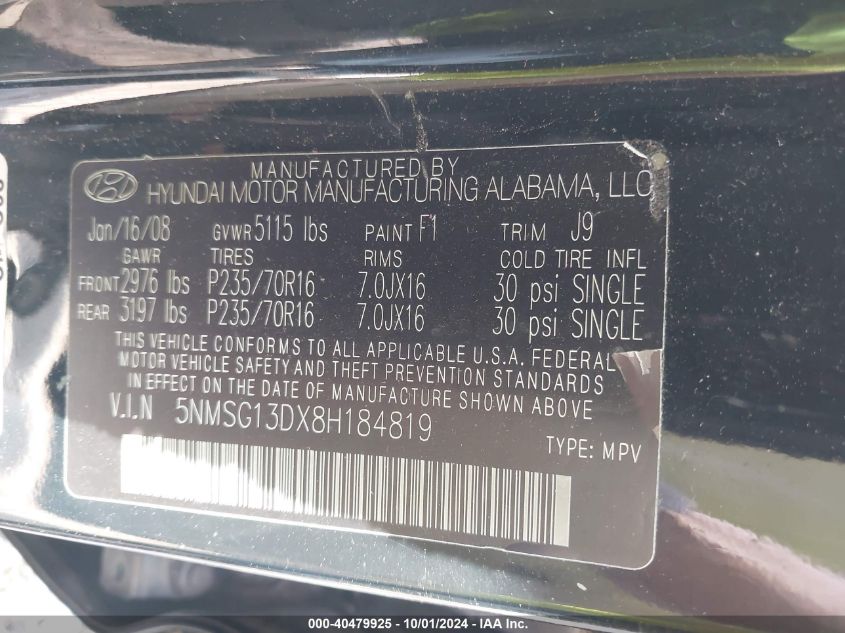 MANUFACTURED BY
HYUNDAI MOTOR MANUFACTURING ALABAMA, LLC
Jan/16/08 GVWR 5115 lbs PAINT F1 TRIM J9
GAWR TIRES RIMS COLD TIRE INFL
FRONT 2976 lbs P235/70R16 7.0JX16 30 psi SINGLE
REAR 3197 lbs P235/70R16 7.0JX16 30 psi SINGLE
THIS VEHICLE CONFORMS TO ALL APPLICABLE U.S.A. FEDERAL
MOTOR VEHICLE SAFETY AND THEFT PREVENTION STANDARDS
IN EFFECT ON THE DATE OF MANUFACTURE SHOWN ABOVE
V.I.N 5NMSG13DX8H184819
TYPE: MPV
000-40479925 - 10/01/2024 - Copyright © 2024 IAA, Inc.